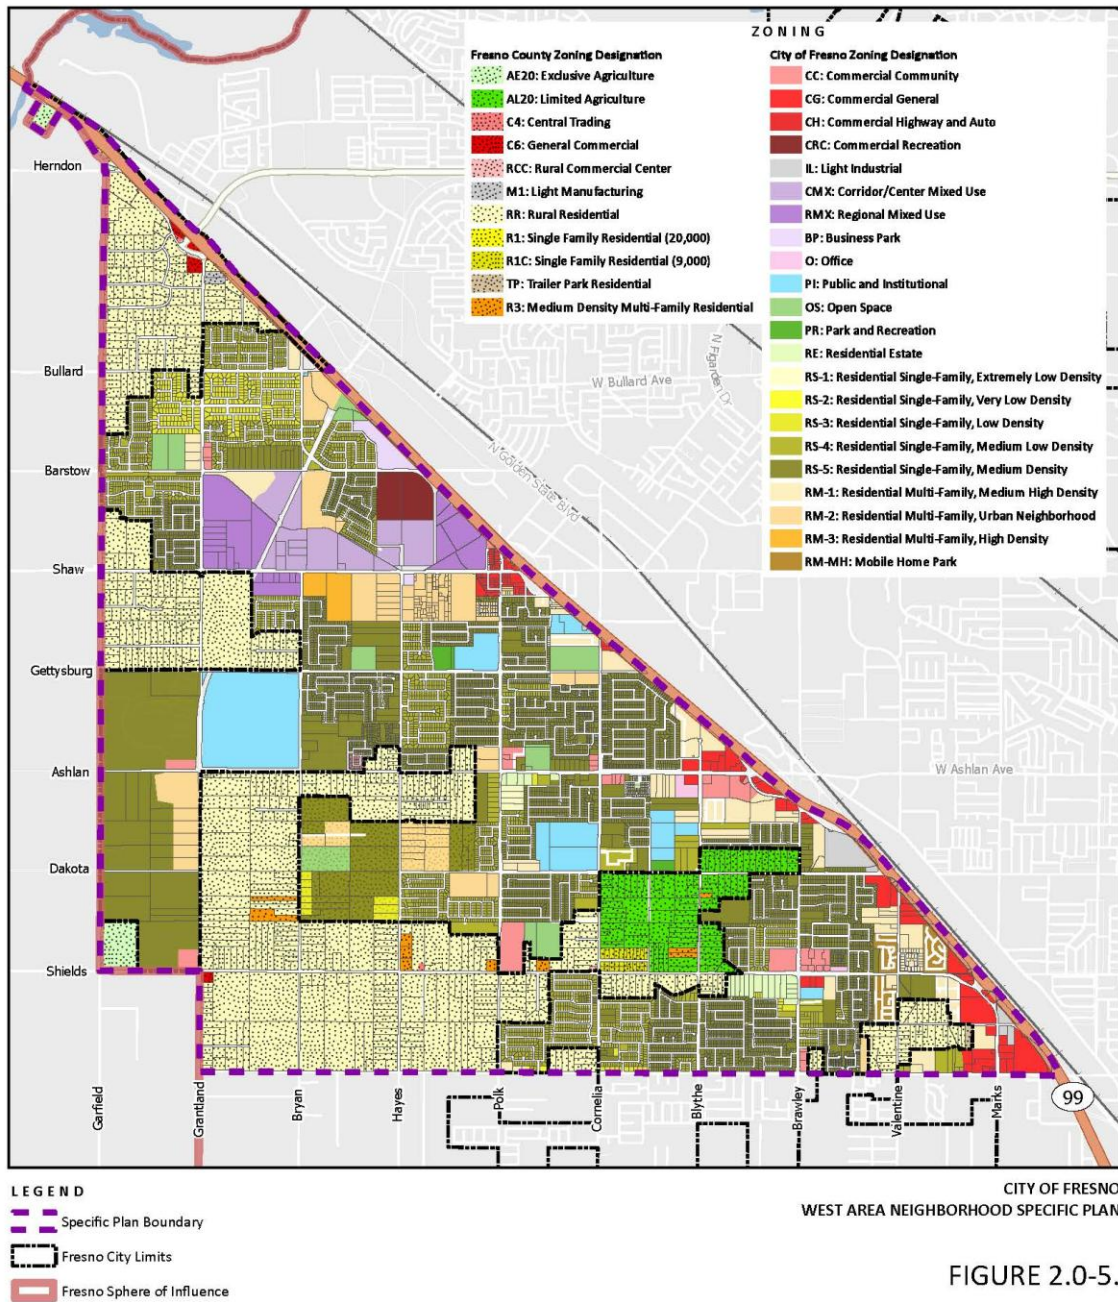 ZONING
Fresno County Zoning Designation
AE20: Exclusive Agriculture
AL20: Limited Agriculture
C4: Central Trading
C6: General Commercial
RCC: Rural Commercial Center
M1: Light Manufacturing
RR: Rural Residential
R1: Single Family Residential (20,000)
R1C: Single Family Residential (9,000)
TP: Trailer Park Residential
R3: Medium Density Multi-Family Residential
City of Fresno Zoning Designation
CC: Commercial Community
CG: Commercial General
CH: Commercial Highway and Auto
CRC: Commercial Recreation
IL: Light Industrial
CMX: Corridor/Center Mixed Use
RMX: Regional Mixed Use
BP: Business Park
O: Office
PI: Public and Institutional
OS: Open Space
PR: Park and Recreation
RE: Residential Estate
RS-1: Residential Single-Family, Extremely Low Density
RS-2: Residential Single-Family, Very Low Density
RS-3: Residential Single-Family, Low Density
RS-4: Residential Single-Family, Medium Low Density
RS-5: Residential Single-Family, Medium Density
RM-1: Residential Multi-Family, Medium High Density
RM-2: Residential Multi-Family, Urban Neighborhood
RM-3: Residential Multi-Family, High Density
RM-MH: Mobile Home Park
Herndon
Bullard
Barstow
Shaw
Gettysburg
Ashlan
Dakota
Shields
N Figarden Dr
W Bullard Ave
N Golden State Blvd
W Ashlan Ave
Garfield
Grantland
Bryan
Hayes
Polk
Cornelia
Blythe
Brawley
Valentine
Marks
99
LEGEND
Specific Plan Boundary
Fresno City Limits
Fresno Sphere of Influence
CITY OF FRESNO
WEST AREA NEIGHBORHOOD SPECIFIC PLAN
FIGURE 2.0-5.